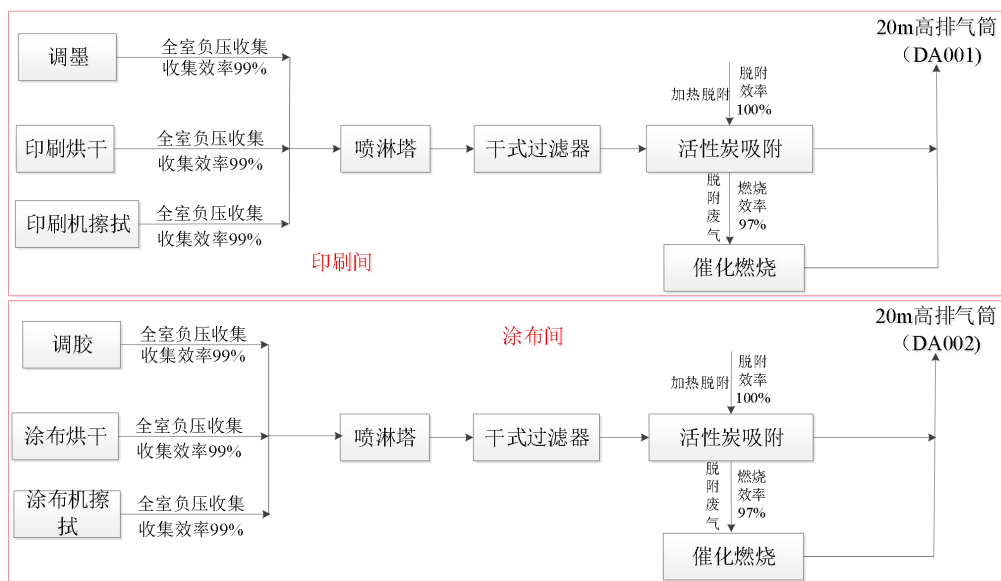 20m高排气筒
（DA001）
调墨
全室负压收集
收集效率99%
印刷烘干
全室负压收集
收集效率99%
印刷机擦拭
全室负压收集
收集效率99%
喷淋塔
干式过滤器
加热脱附
脱附
效率
100%
活性炭吸附
脱
附
废
气
燃烧
效率
97%
催化燃烧
印刷间
涂布间
20m高排气筒
（DA002）
调胶
全室负压收集
收集效率99%
涂布烘干
全室负压收集
收集效率99%
涂布机擦
拭
全室负压收集
收集效率99%
喷淋塔
干式过滤器
加热脱附
脱附
效率
100%
活性炭吸附
脱
附
废
气
燃烧
效率
97%
催化燃烧